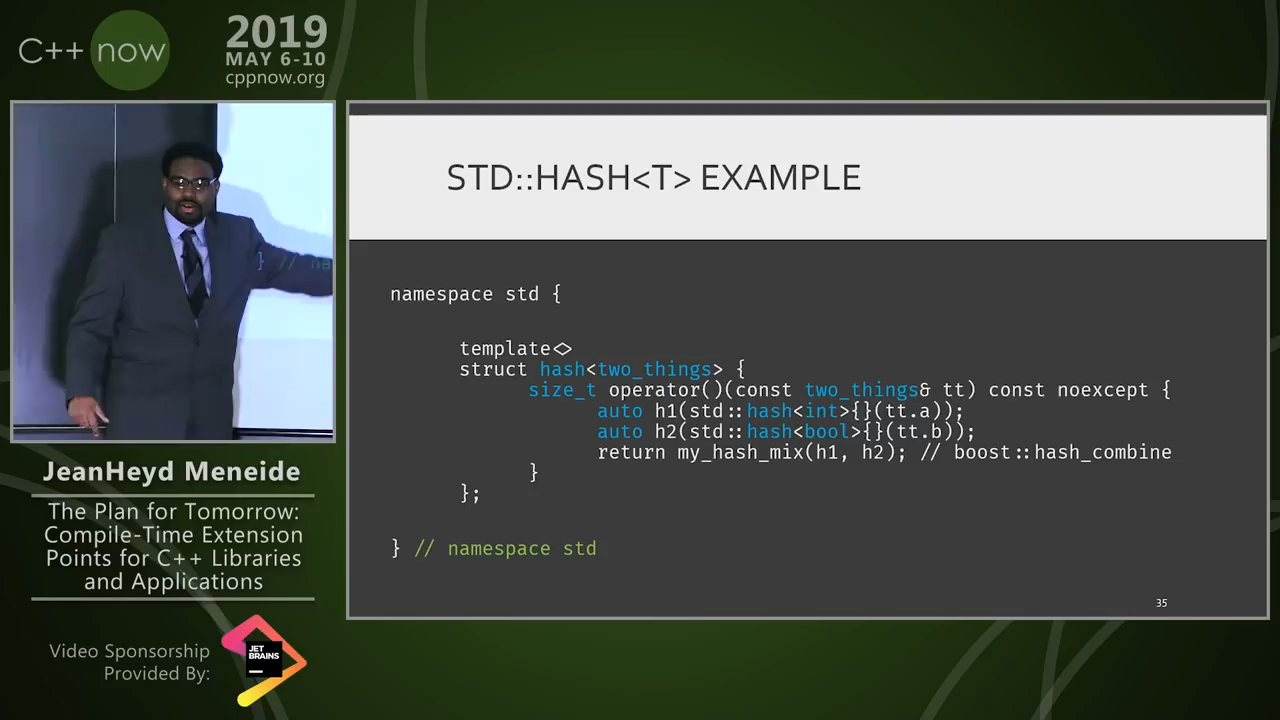 C++ now
2019
MAY 6-10
cppnow.org
STD::HASH<T> EXAMPLE
namespace std {
template<>
struct hash<two_things> {
size_t operator()(const two_things& tt) const noexcept {
auto h1(std::hash<int>{}(tt.a));
auto h2(std::hash<bool>{}(tt.b));
return my_hash_mix(h1, h2); // boost::hash_combine
}
};
} // namespace std
35
} // na
JeanHeyd Meneide
The Plan for Tomorrow:
Compile-Time Extension
Points for C++ Libraries
and Applications
Video Sponsorship
Provided By:
JET
BRAINS